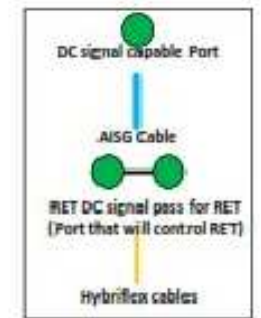 DC signal capable Port
AISG Cable
RET DC signal pass for RET
(Port that will control RET)
Hybriflex cables